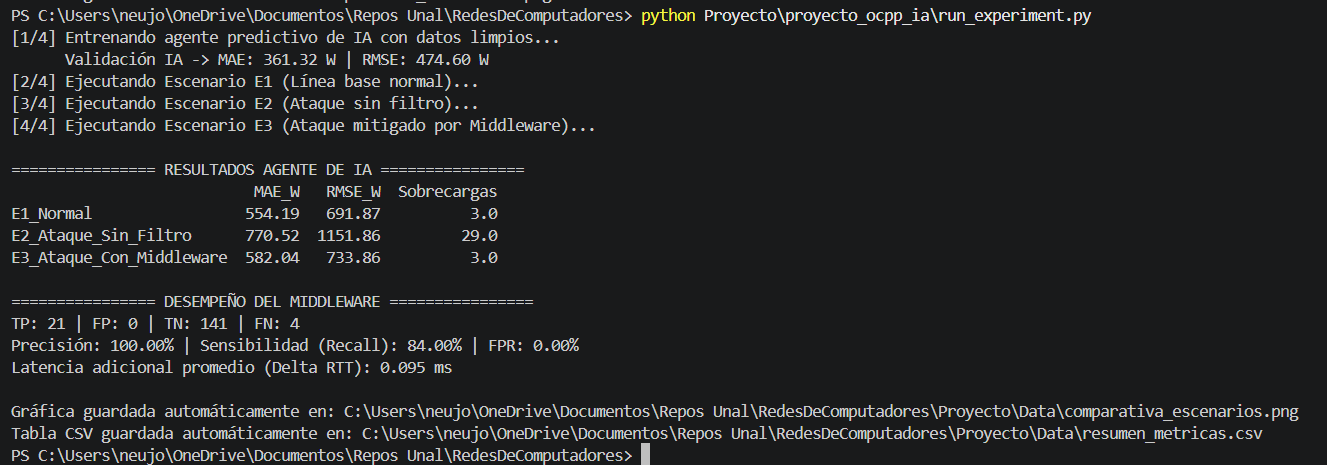 PS C:\Users\neujo\OneDrive\Documentos\Repos Unal\RedesDeComputadores> python Proyecto\proyecto_ocpp_ia\run_experiment.py
[1/4] Entrenando agente predictivo de IA con datos limpios...
Validación IA -> MAE: 361.32 W | RMSE: 474.60 W
[2/4] Ejecutando Escenario E1 (Línea base normal)...
[3/4] Ejecutando Escenario E2 (Ataque sin filtro)...
[4/4] Ejecutando Escenario E3 (Ataque mitigado por Middleware)...
================ RESULTADOS AGENTE DE IA ================
MAE_W RMSE_W Sobrecargas
E1_Normal 554.19 691.87 3.0
E2_Ataque_Sin_Filtro 770.52 1151.86 29.0
E3_Ataque_Con_Middleware 582.04 733.86 3.0
================ DESEMPEÑO DEL MIDDLEWARE ================
TP: 21 | FP: 0 | TN: 141 | FN: 4
Precisión: 100.00% | Sensibilidad (Recall): 84.00% | FPR: 0.00%
Latencia adicional promedio (Delta RTT): 0.095 ms
Gráfica guardada automáticamente en: C:\Users\neujo\OneDrive\Documentos\Repos Unal\RedesDeComputadores\Proyecto\Data\comparativa_escenarios.png
Tabla CSV guardada automáticamente en: C:\Users\neujo\OneDrive\Documentos\Repos Unal\RedesDeComputadores\Proyecto\Data\resumen_metricas.csv
PS C:\Users\neujo\OneDrive\Documentos\Repos Unal\RedesDeComputadores>